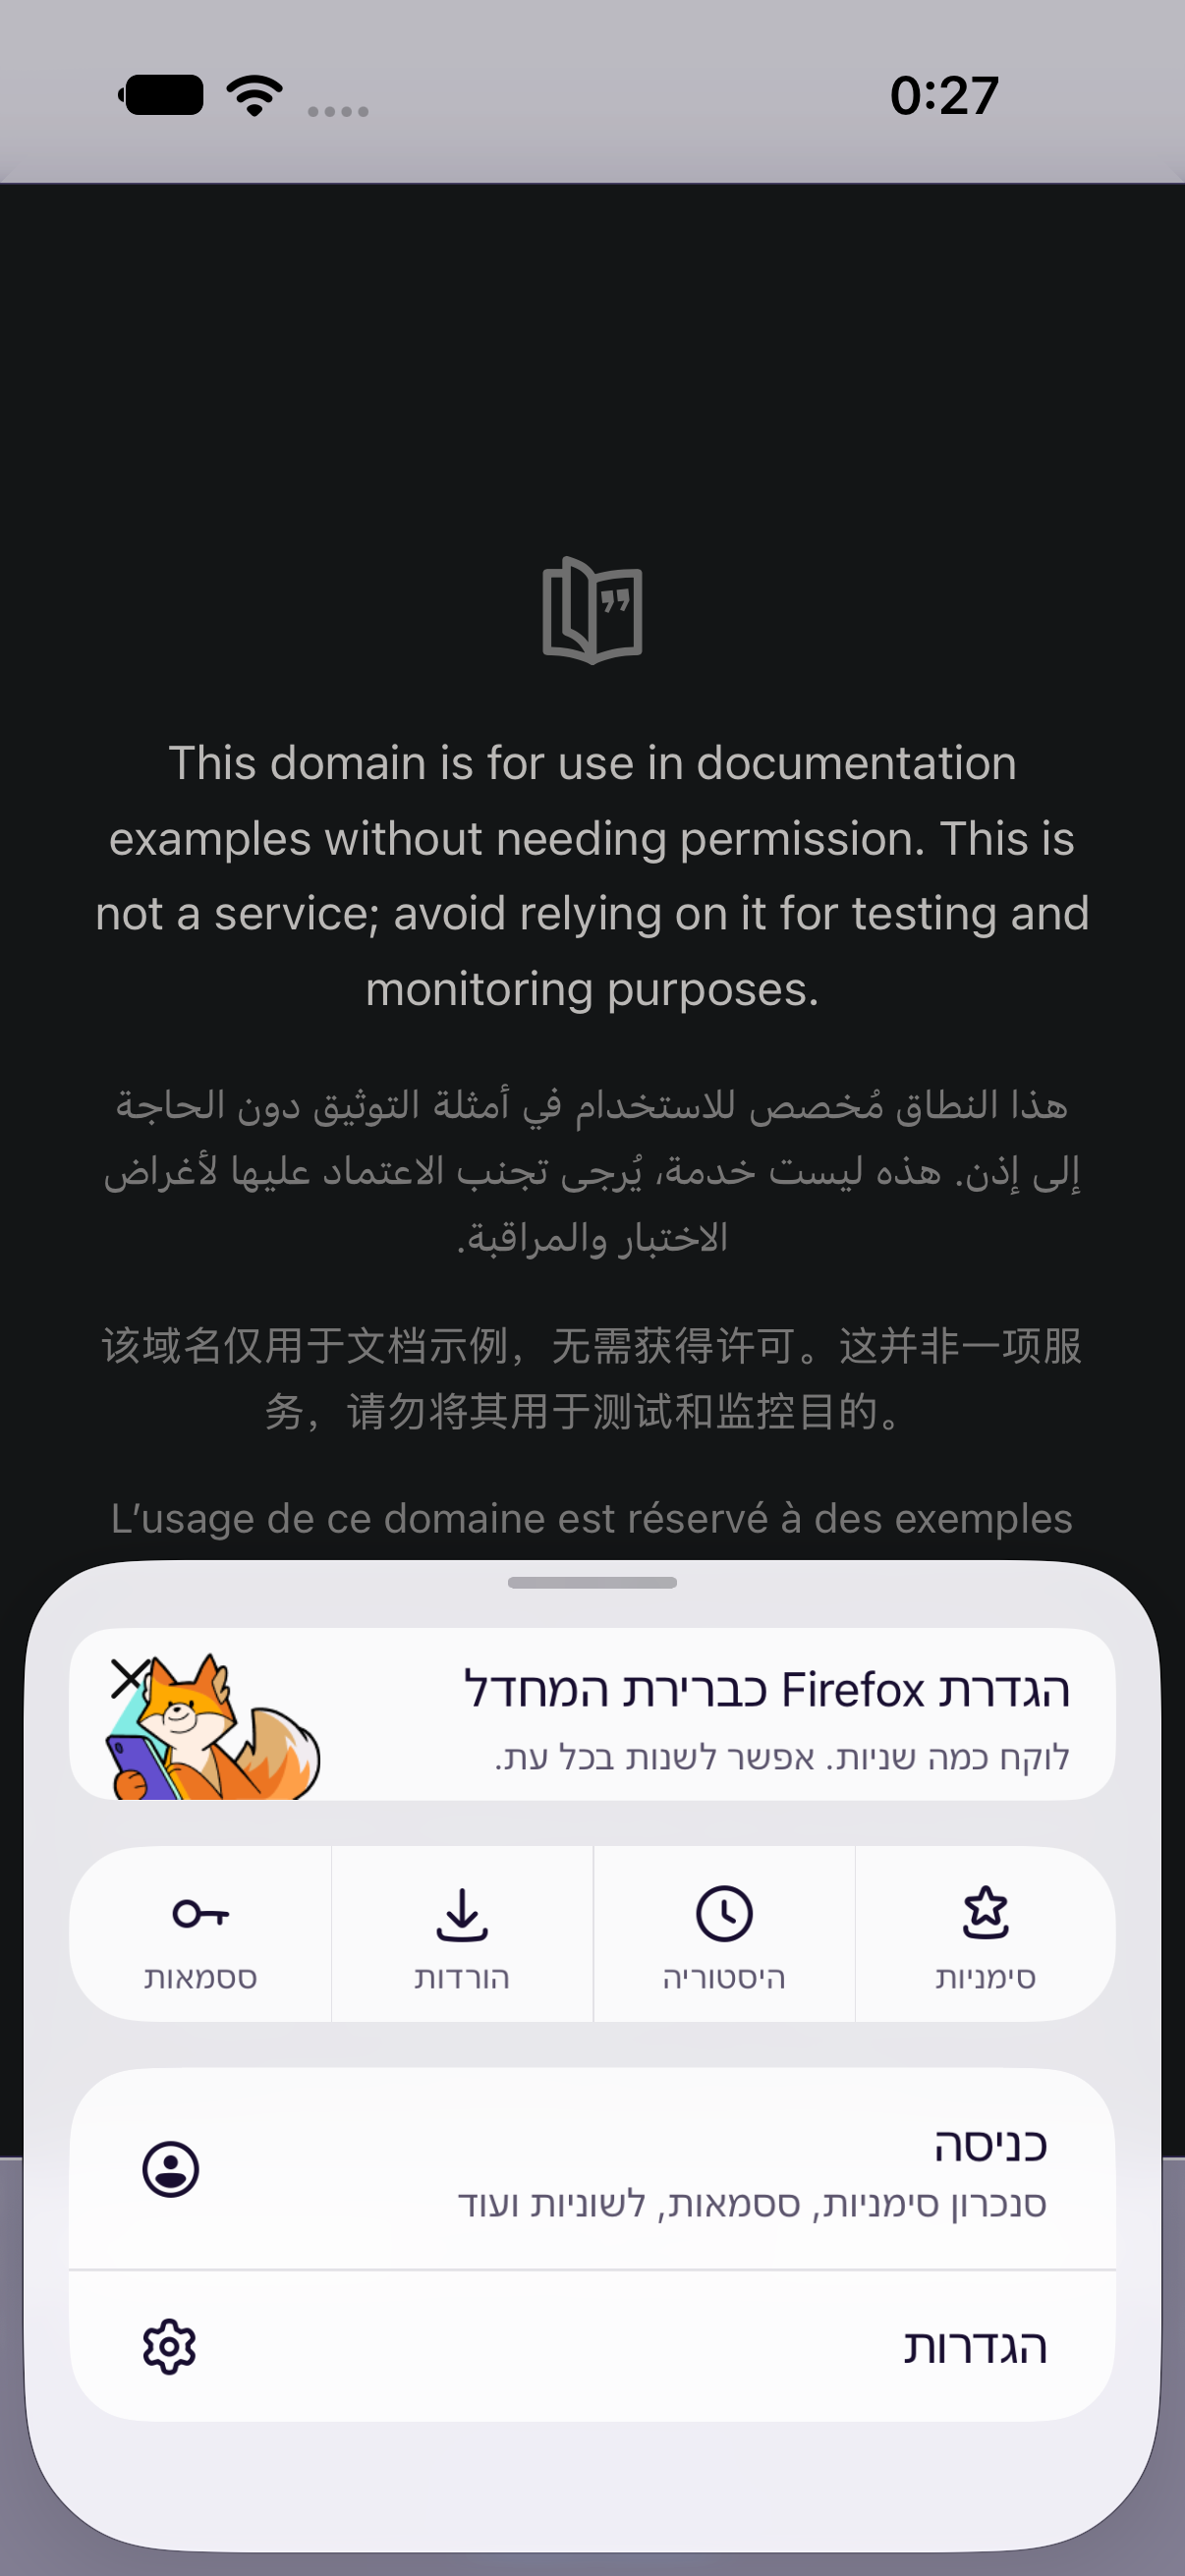 0:27
This domain is for use in documentation
examples without needing permission. This is
not a service; avoid relying on it for testing and
monitoring purposes.
هذا النطاق مُخصص للاستخدام في أمثلة التوثيق دون الحاجة
إلى إذن. هذه ليست خدمة، يُرجى تجنب الاعتماد عليها لأغراض
الاختبار والمراقبة.
该域名仅用于文档示例，无需获得许可。这并非一项服
务，请勿将其用于测试和监控目的。
L’usage de ce domaine est réservé à des exemples
הגדרת Firefox כברירת המחדל
לוקח כמה שניות. אפשר לשנות בכל עת.
סימניות
היסטוריה
הורדות
ססמאות
כניסה
סנכרון סימניות, ססמאות, לשוניות ועוד
הגדרות